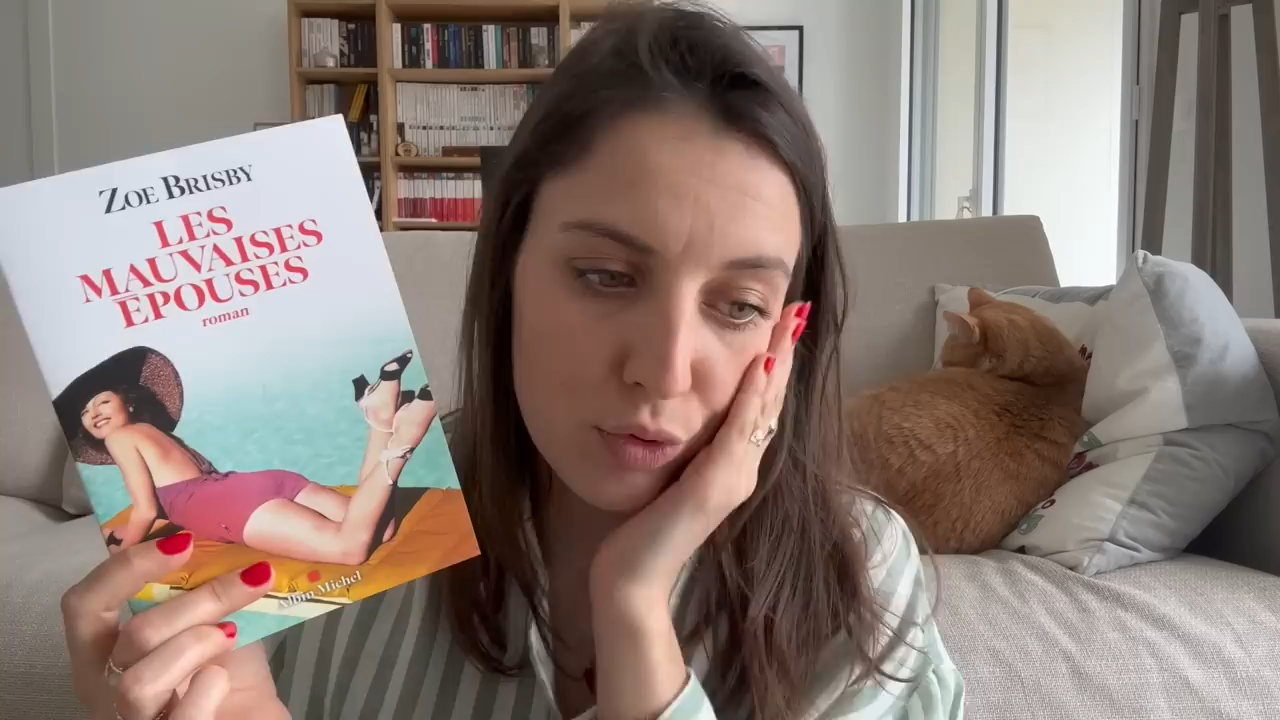 ZOE BRISBY
LES
MAUVAISES
ÉPOUSES
roman
Albin Michel